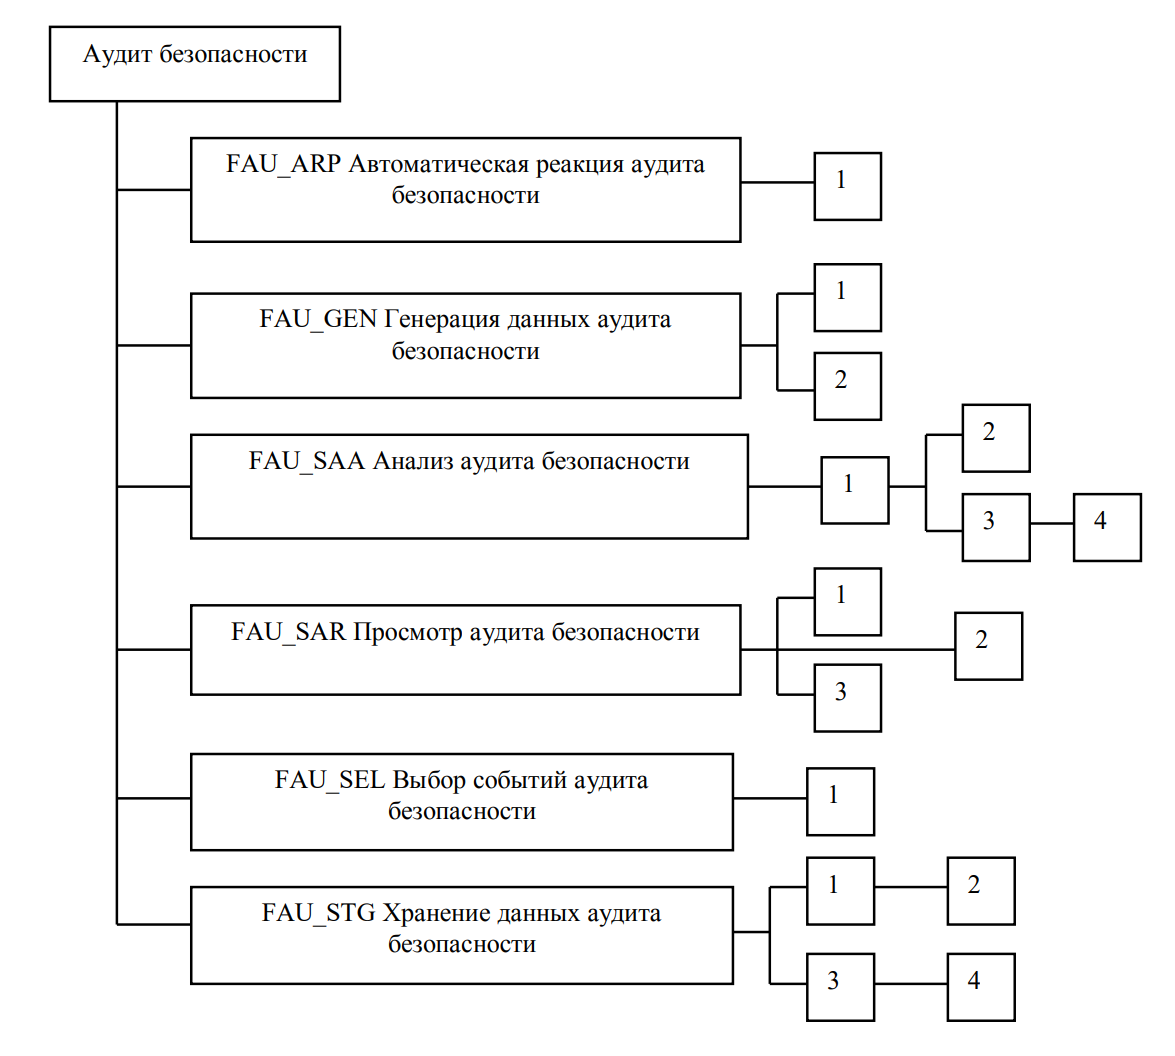 Аудит безопасности
FAU_ARP Автоматическая реакция аудита
безопасности
1
FAU_GEN Генерация данных аудита
безопасности
1
2
FAU_SAA Анализ аудита безопасности
1
2
3
4
FAU_SAR Просмотр аудита безопасности
1
2
3
FAU_SEL Выбор событий аудита
безопасности
1
FAU_STG Хранение данных аудита
безопасности
1
2
3
4